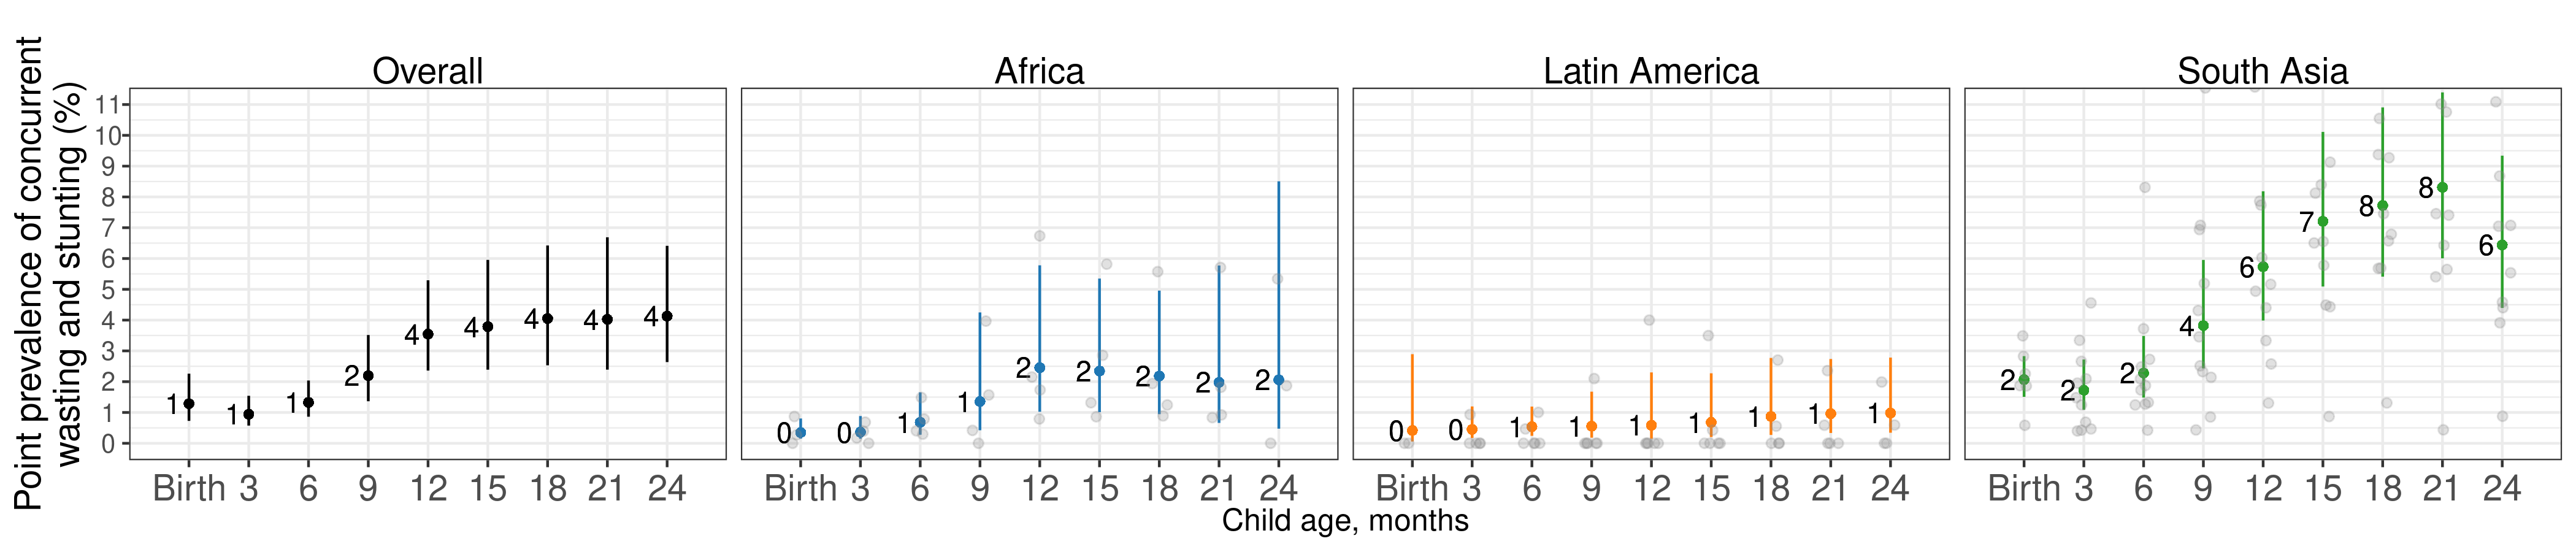 Point prevalence of concurrent
wasting and stunting (%)
Overall
Africa
Latin America
South Asia
11
10
9
8
7
6
5
4
3
2
1
0
1 1 1 2 4 4 4 4 4
0 0 1 1 2 2 2 2 2
0 0 1 1 1 1 1 1 1
2 2 2 4 6 7 8 8 6
Birth 3 6 9 12 15 18 21 24
Birth 3 6 9 12 15 18 21 24
Birth 3 6 9 12 15 18 21 24
Birth 3 6 9 12 15 18 21 24
Child age, months